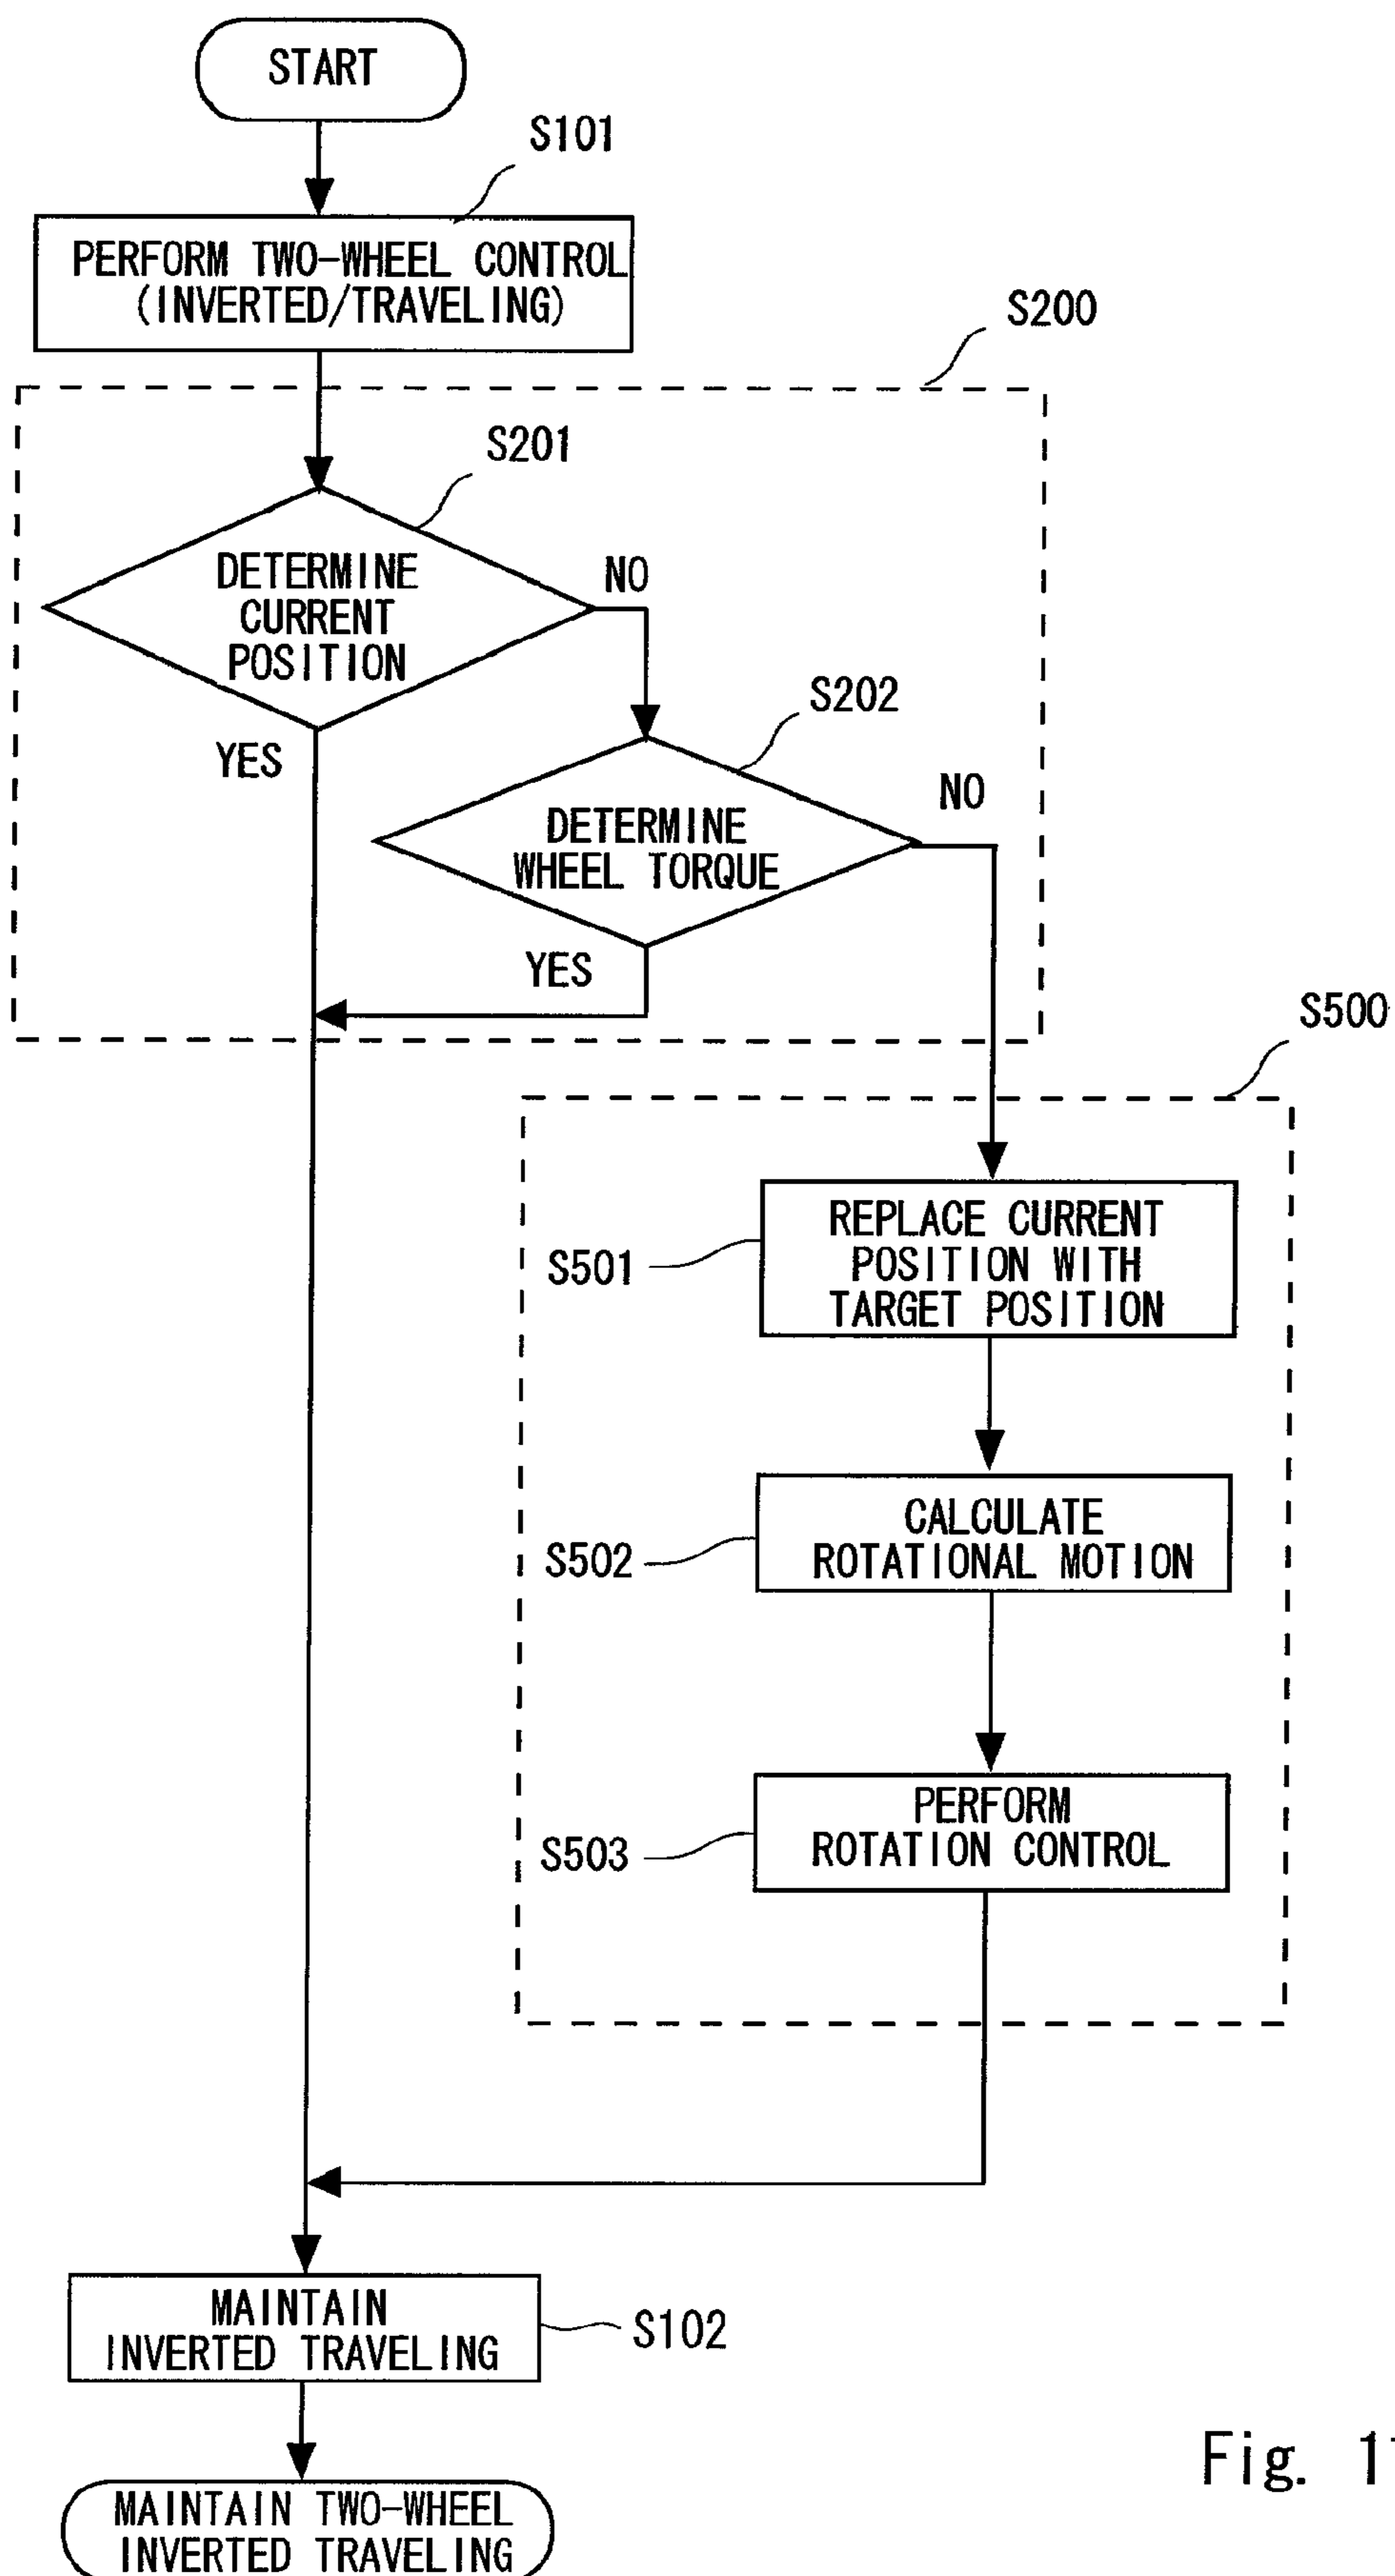 START
S101
PERFORM TWO-WHEEL CONTROL
(INVERTED/TRAVELING)
S200
S201
DETERMINE
CURRENT
POSITION
NO
YES
S202
DETERMINE
WHEEL TORQUE
NO
YES
S500
S501
REPLACE CURRENT
POSITION WITH
TARGET POSITION
S502
CALCULATE
ROTATIONAL MOTION
S503
PERFORM
ROTATION CONTROL
MAINTAIN
INVERTED TRAVELING
S102
MAINTAIN TWO-WHEEL
INVERTED TRAVELING
Fig.